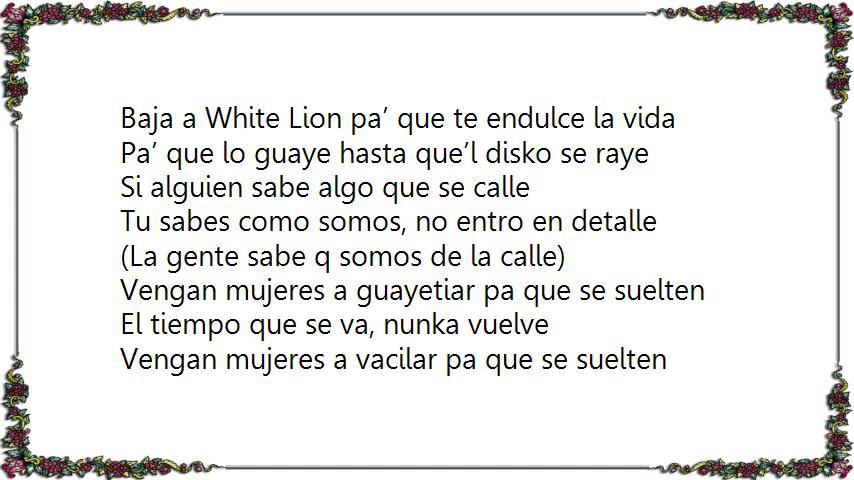 Baja a White Lion pa’ que te endulce la vida
Pa’ que lo guaye hasta que’l disko se raye
Si alguien sabe algo que se calle
Tu sabes como somos, no entro en detalle
(La gente sabe q somos de la calle)
Vengan mujeres a guayetiar pa que se suelten
El tiempo que se va, nunka vuelve
Vengan mujeres a vacilar pa que se suelten